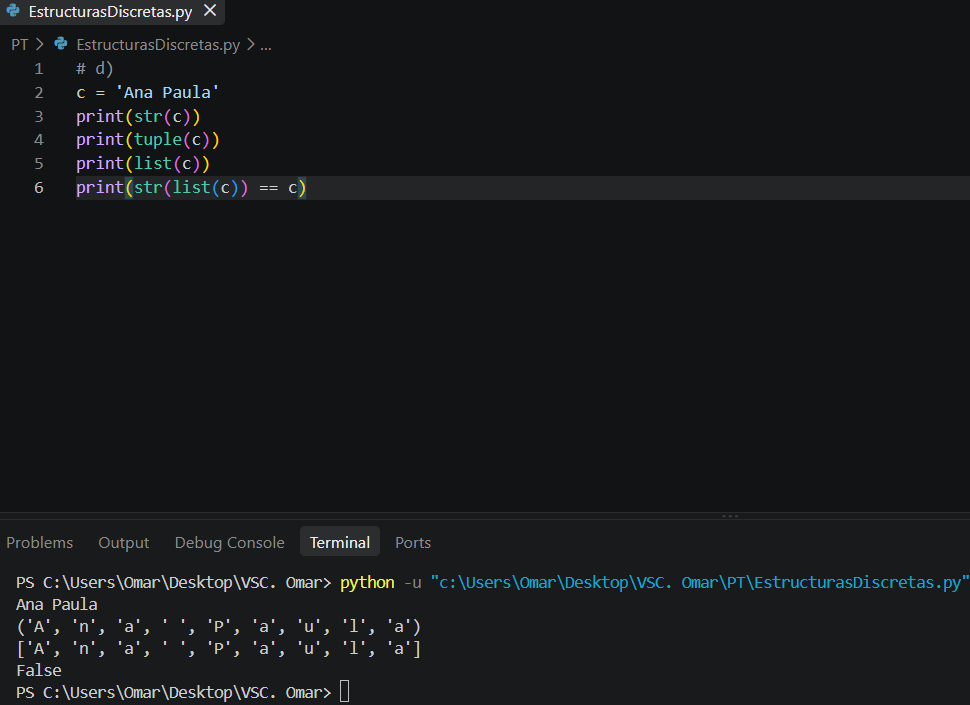 EstructurasDiscretas.py
PT > EstructurasDiscretas.py > ...
1 # d)
2 c = 'Ana Paula'
3 print(str(c))
4 print(tuple(c))
5 print(list(c))
6 print(str(list(c)) == c)
Problems Output Debug Console Terminal Ports
PS C:\Users\Omar\Desktop\VSC. Omar> python -u "c:\Users\Omar\Desktop\VSC. Omar\PT\EstructurasDiscretas.py"
Ana Paula
('A', 'n', 'a', ' ', 'P', 'a', 'u', 'l', 'a')
['A', 'n', 'a', ' ', 'P', 'a', 'u', 'l', 'a']
False
PS C:\Users\Omar\Desktop\VSC. Omar>